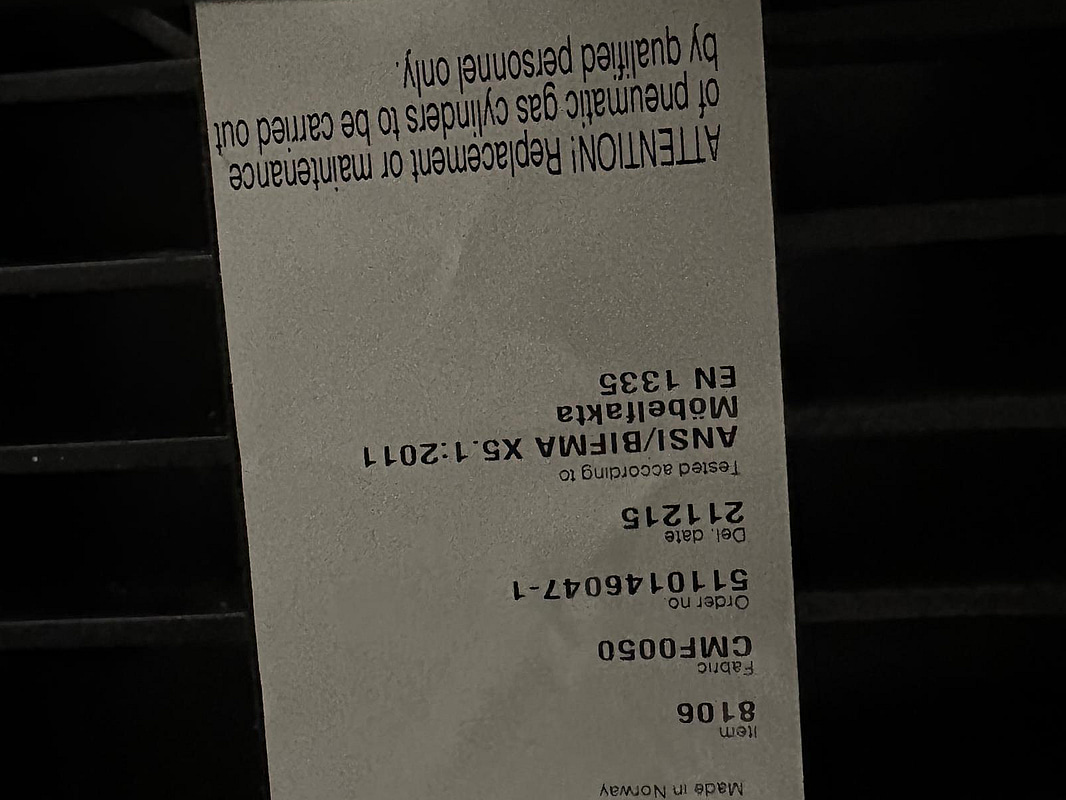 Made in Norway
Item
8106
Fabric
CMF0050
Order no.
5110146047-1
Del. date
211215
Tested according to
ANSI/BIFMA X5.1:2011
Möbelfakta
EN 1335
ATTENTION! Replacement or maintenance
of pneumatic gas cylinders to be carried out
by qualified personnel only.